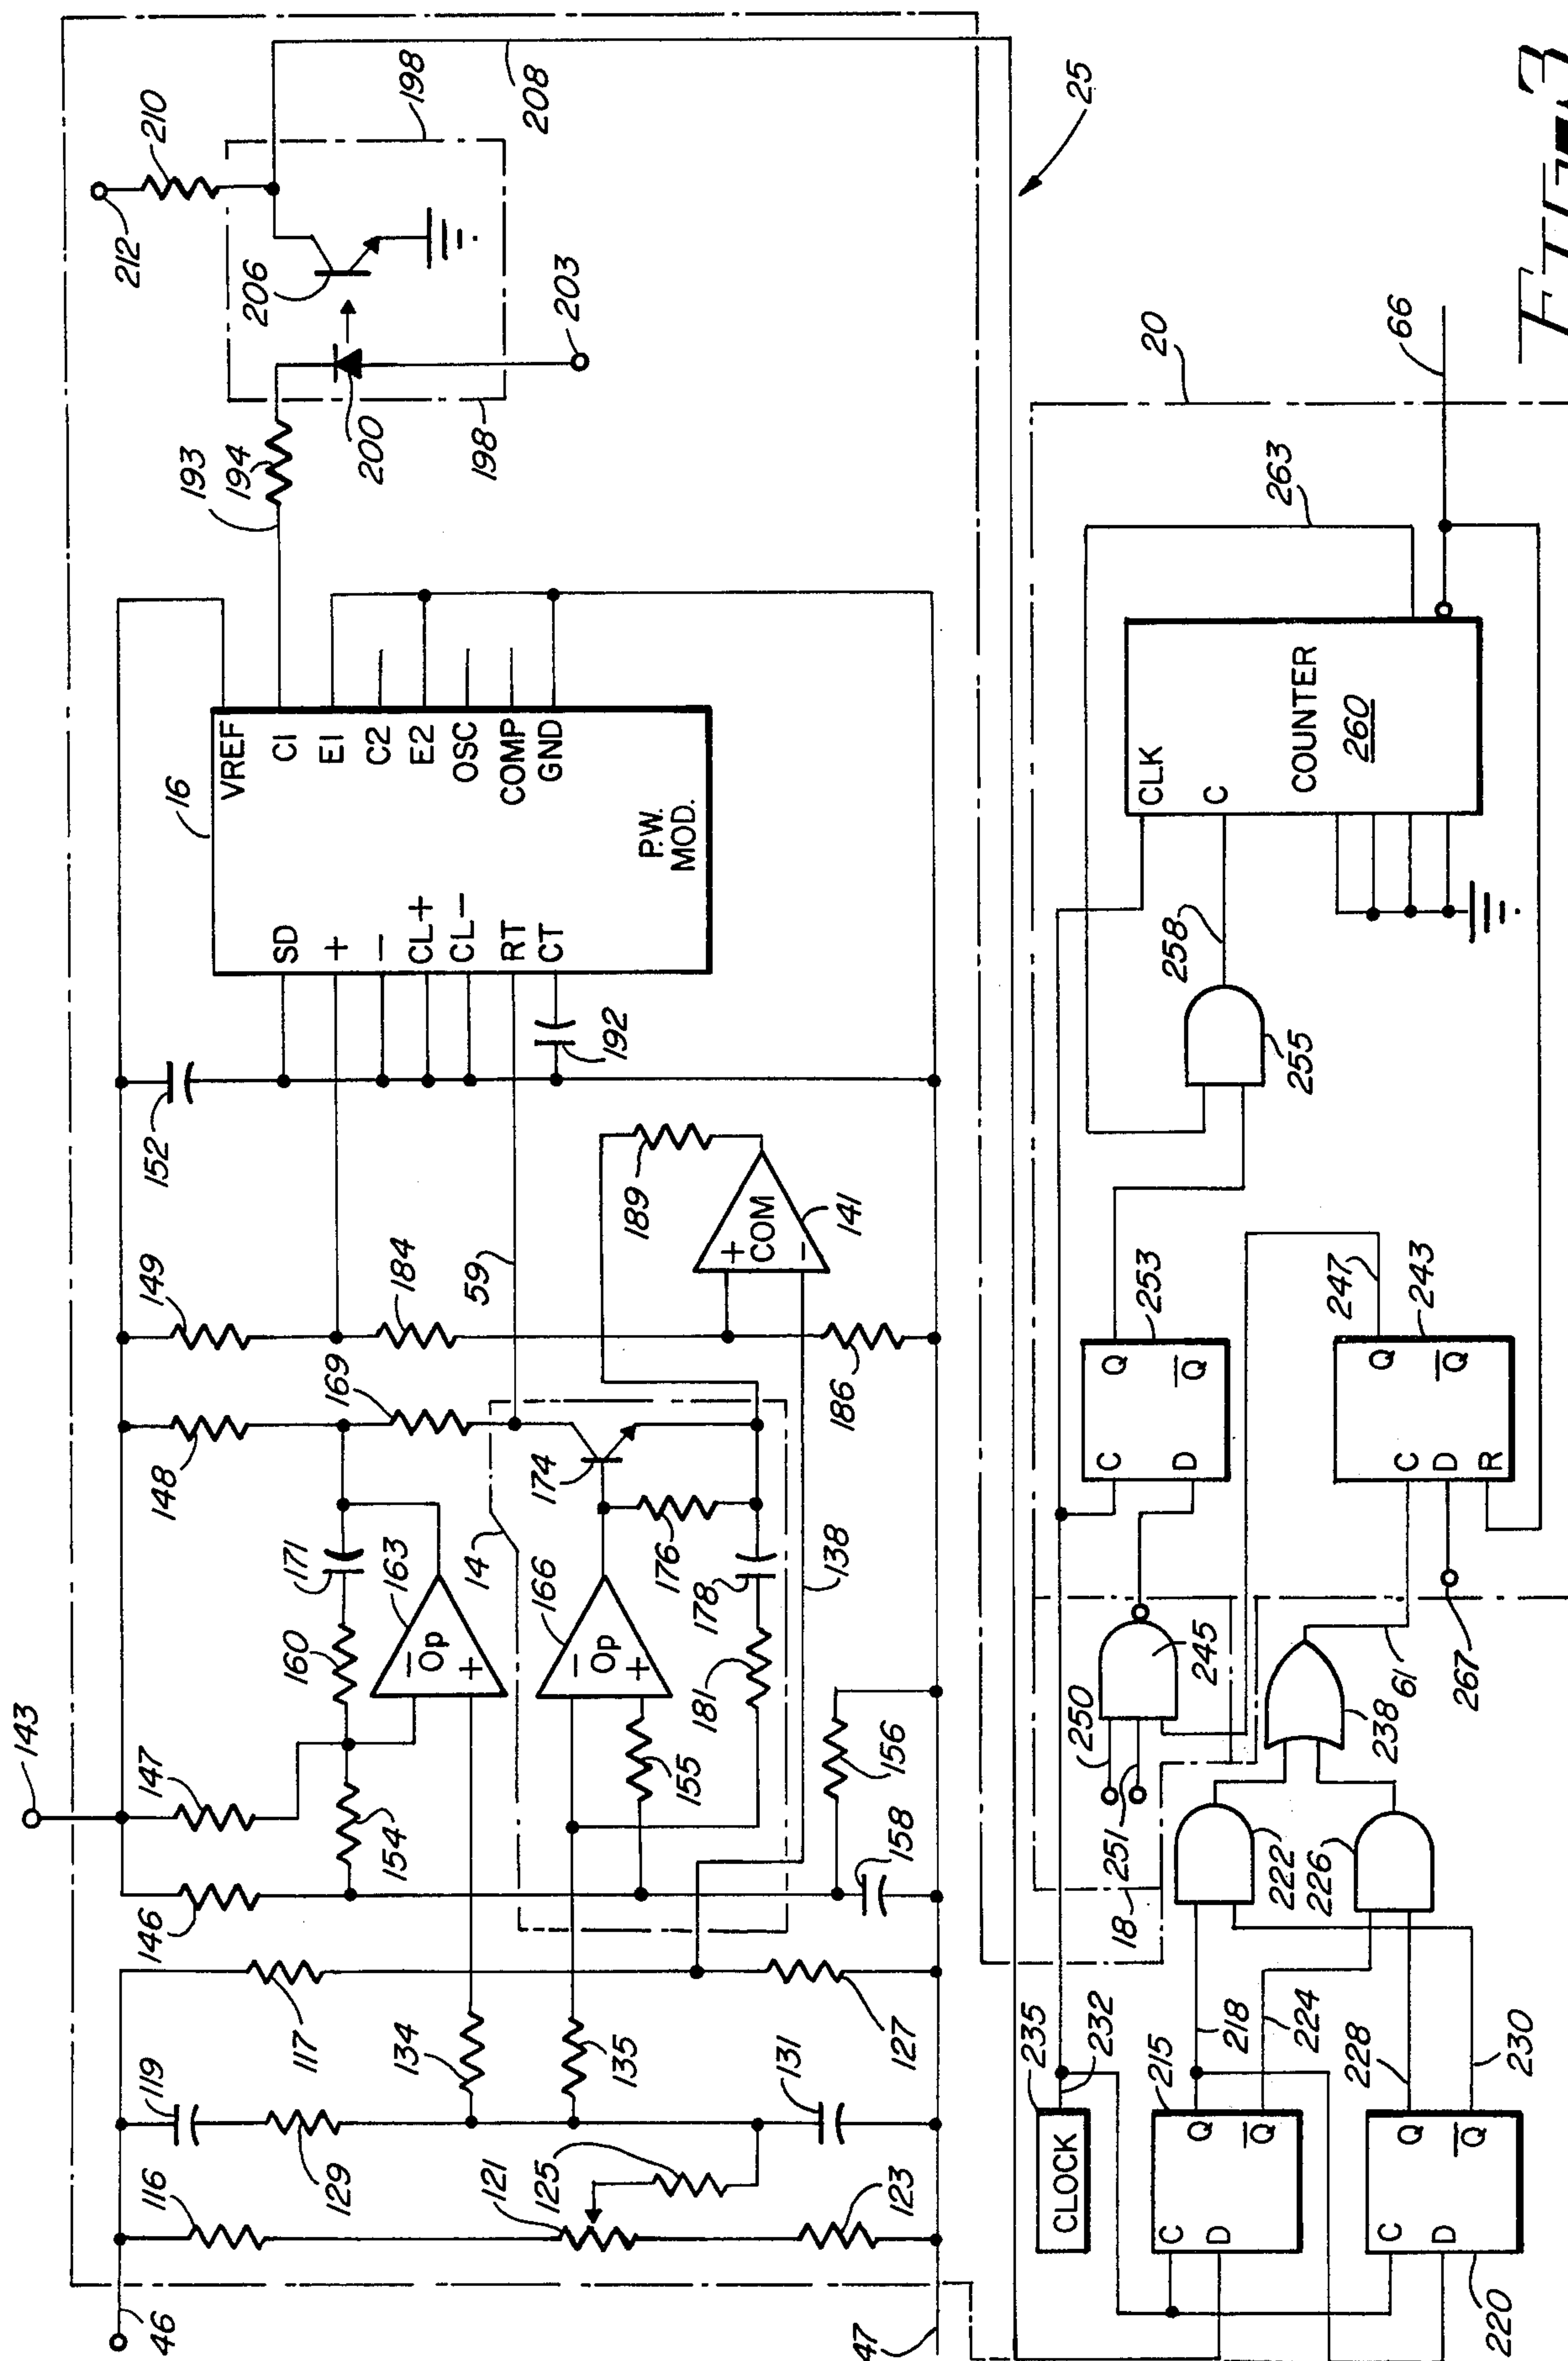 143
46
116
119
146
147
148
149
152
212
210
129
117
154
160
171
169
184
16
193
194
206
198
VREF
SD
C1
+
E1
−
C2
CL+
E2
CL−
OSC
RT
COMP
CT
GND
P.W.
MOD.
192
200
198
203
208
121
125
134
163
−
Op
+
14
174
59
135
166
−
Op
+
155
176
178
181
189
123
131
127
158
156
138
186
+
COM
−
141
47
25
235
CLOCK
232
18
250
251
245
C
D
Q
Q
253
20
263
215
C
D
Q
Q
218
224
222
226
255
258
CLK
C
COUNTER
260
66
220
C
D
Q
Q
228
230
238
61
267
C
D
R
Q
Q
247
243
Fig. 3